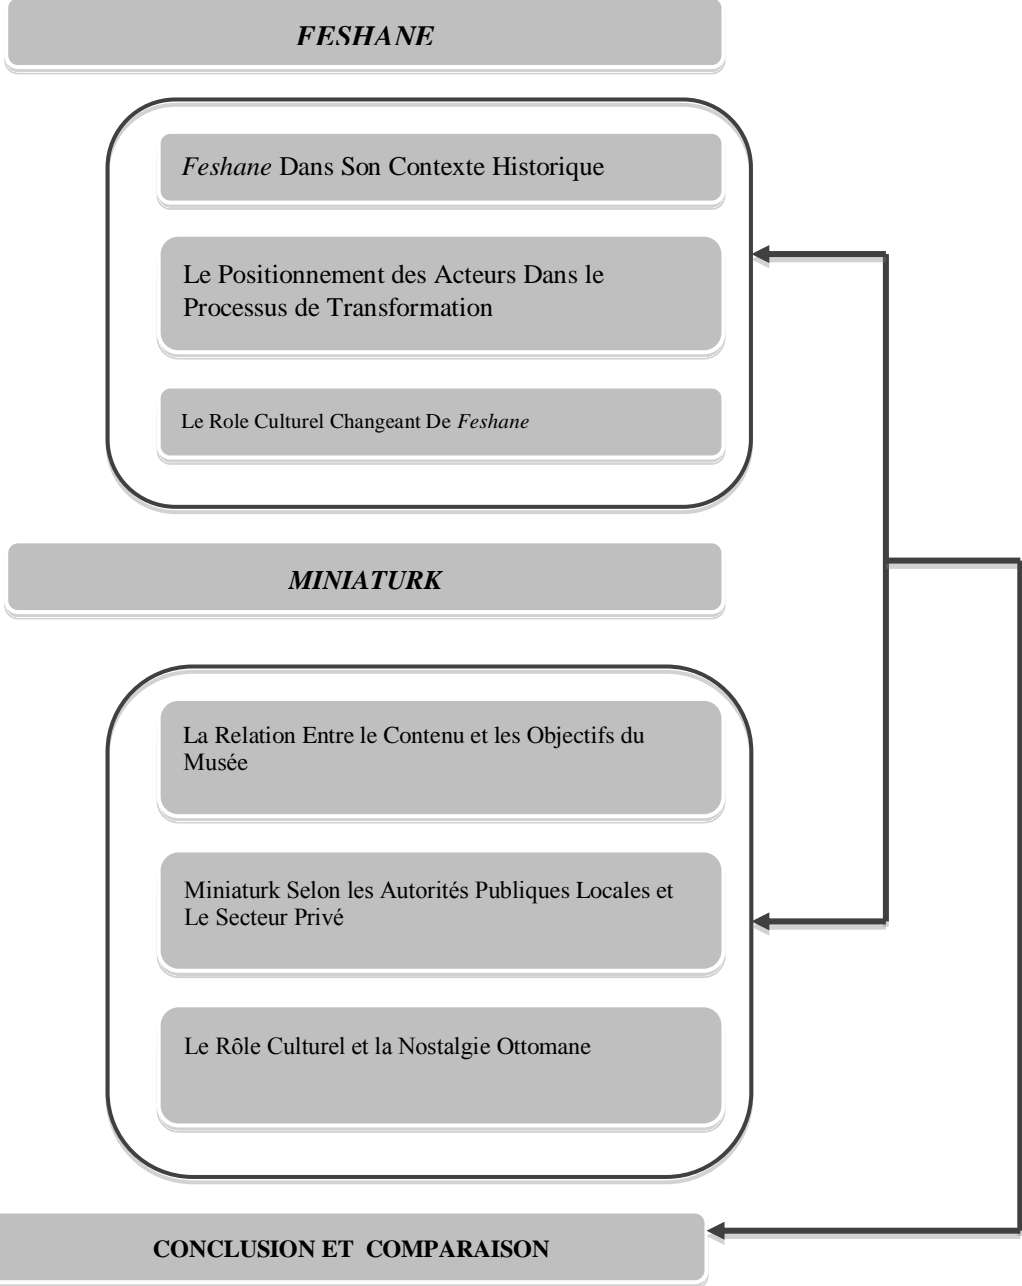 FESHANE
Feshane Dans Son Contexte Historique
Le Positionnement des Acteurs Dans le
Processus de Transformation
Le Role Culturel Changeant De Feshane
MINIATURK
La Relation Entre le Contenu et les Objectifs du
Musée
Miniaturk Selon les Autorités Publiques Locales et
Le Secteur Privé
Le Rôle Culturel et la Nostalgie Ottomane
CONCLUSION ET COMPARAISON